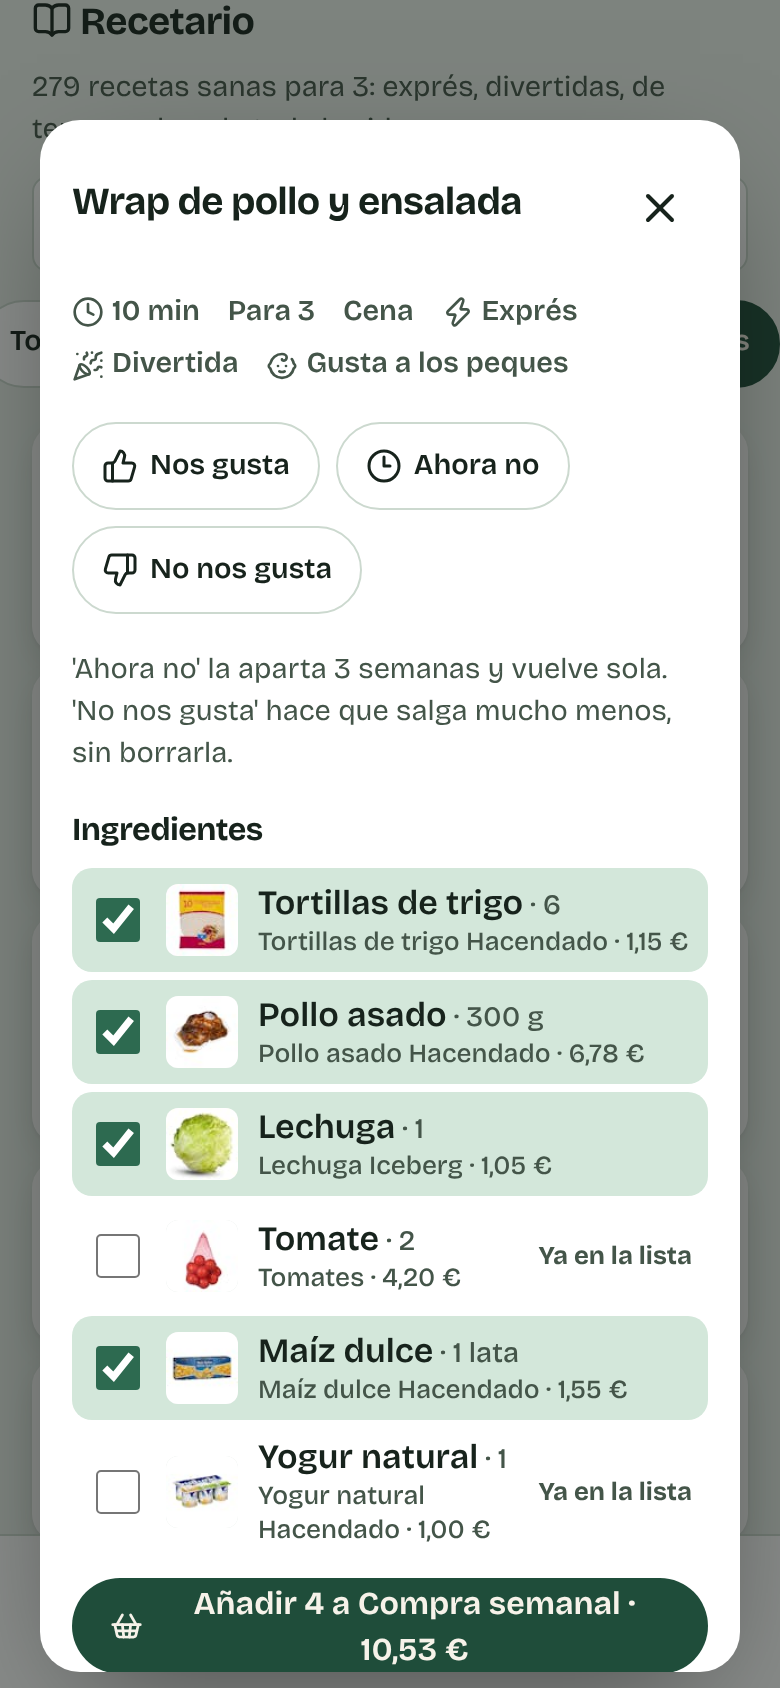 Recetario
279 recetas sanas para 3: exprés, divertidas, de
Wrap de pollo y ensalada
10 min Para 3 Cena Exprés
Divertida Gusta a los peques
Nos gusta Ahora no
No nos gusta
'Ahora no' la aparta 3 semanas y vuelve sola.
'No nos gusta' hace que salga mucho menos,
sin borrarla.
Ingredientes
Tortillas de trigo · 6
Tortillas de trigo Hacendado · 1,15 €
Pollo asado · 300 g
Pollo asado Hacendado · 6,78 €
Lechuga · 1
Lechuga Iceberg · 1,05 €
Tomate · 2
Tomates · 4,20 €
Ya en la lista
Maíz dulce · 1 lata
Maíz dulce Hacendado · 1,55 €
Yogur natural · 1
Yogur natural
Hacendado · 1,00 €
Ya en la lista
Añadir 4 a Compra semanal ·
10,53 €